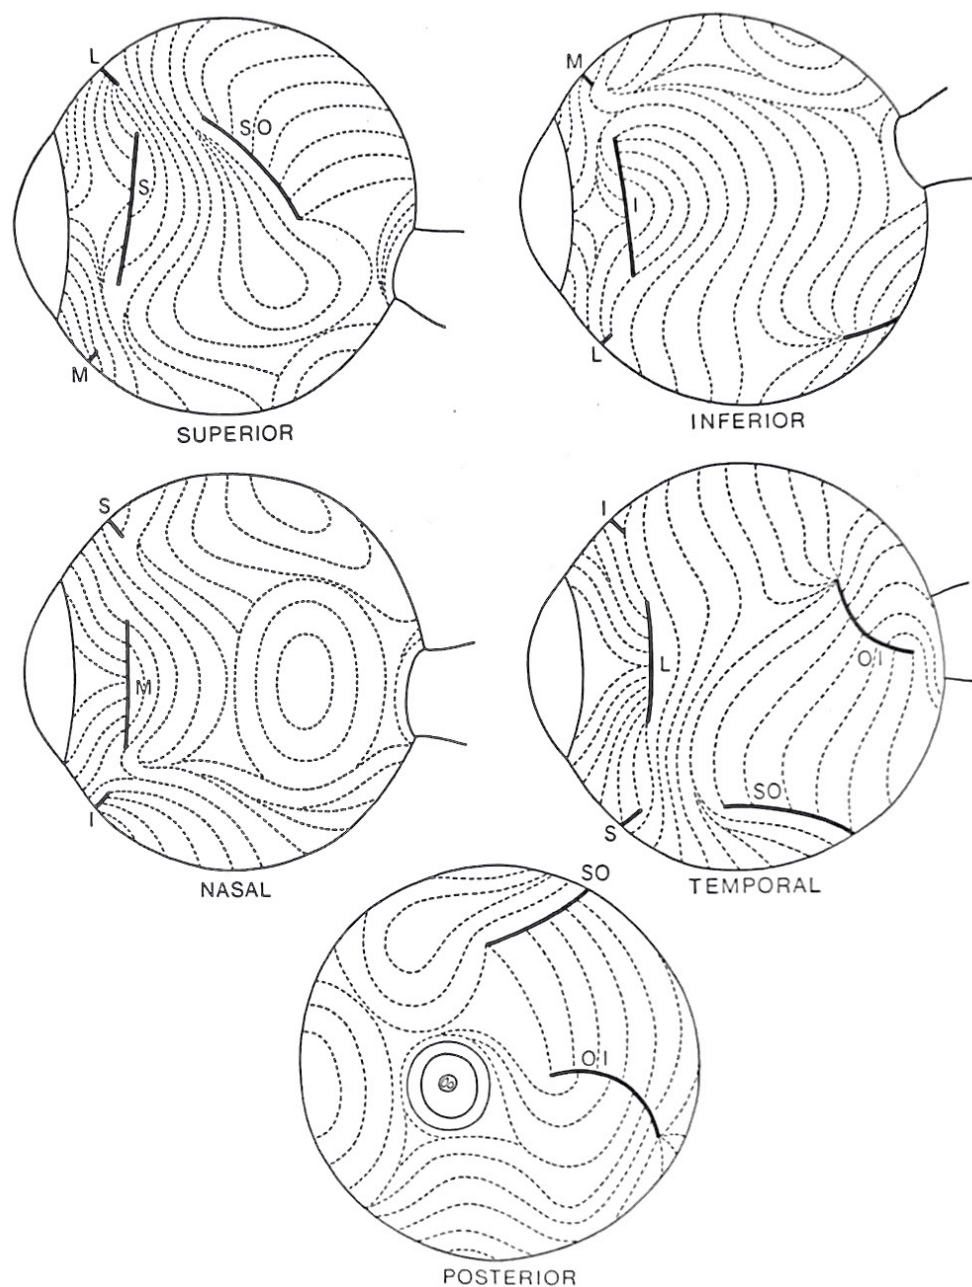 L
S
SO
M
SUPERIOR
M
I
L
INFERIOR
S
M
I
NASAL
I
L
OI
SO
S
TEMPORAL
SO
OI
POSTERIOR